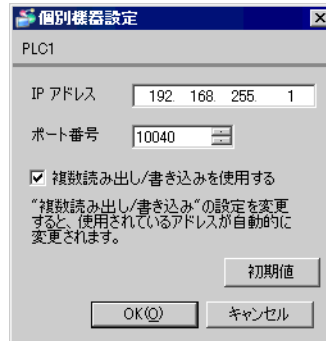 個別機器設定
PLC1
IP アドレス 192. 168. 255. 1
ポート番号 10040
複数読み出し/書き込みを使用する
"複数読み出し/書き込み"の設定を変更
すると、使用されているアドレスが自動的に
変更されます。
初期値
OK(O) キャンセル